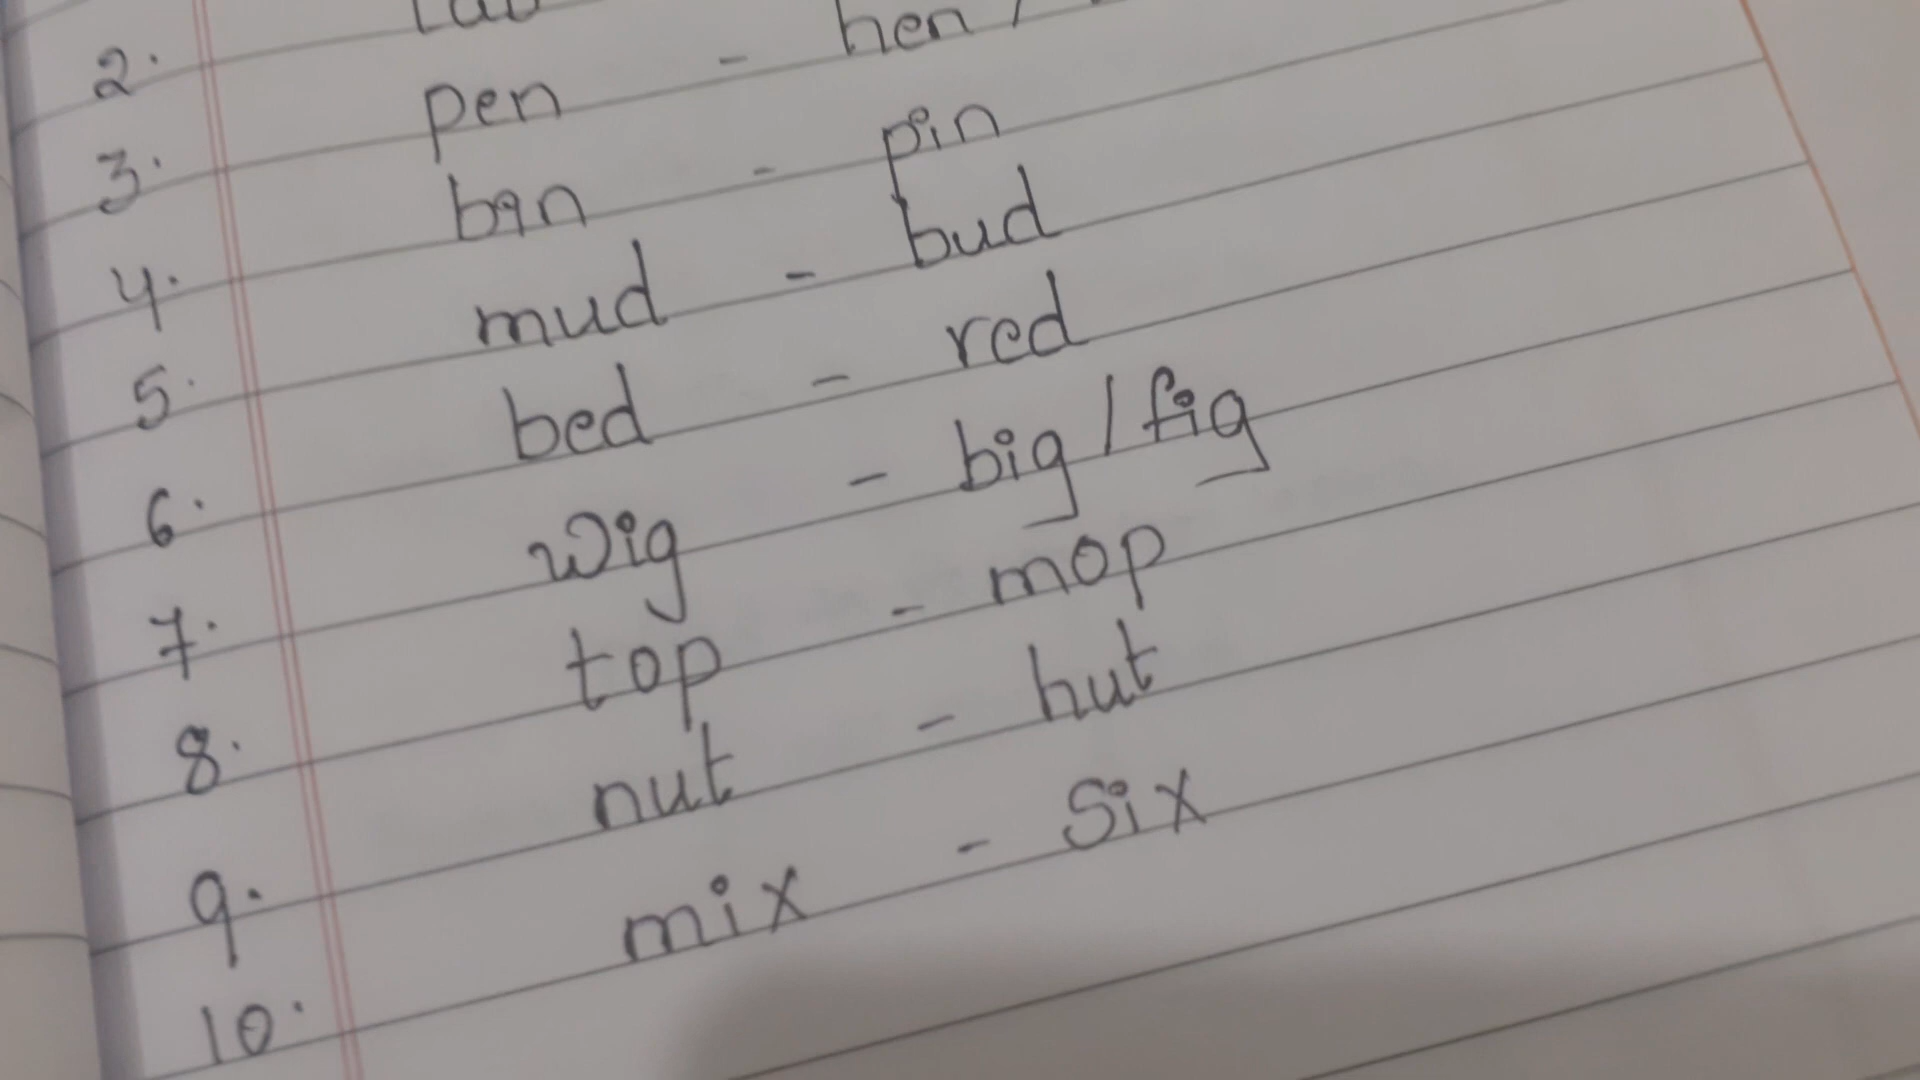 2.
3. pen - hen /
4. bin - pin
5. mud - bud
6. bed - red
7. wig - big / fig
8. top - mop
9. nut - hut
10. mix - six